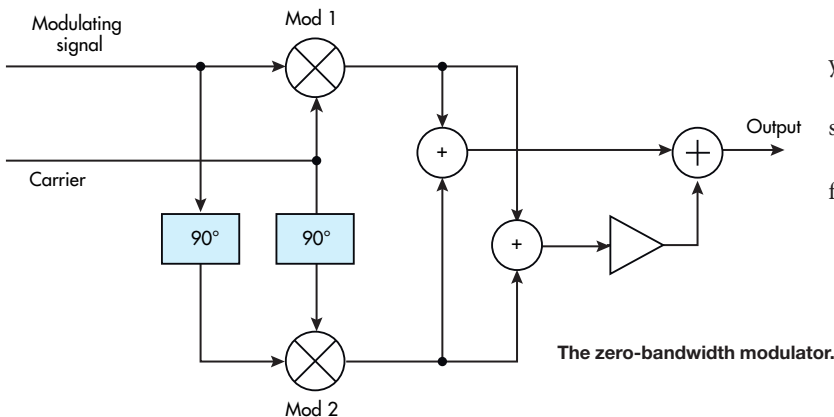 Mod 1
Modulating
signal
y
Output
s
+
+
Carrier
f
90°
90°
+
The zero-bandwidth modulator.
Mod 2